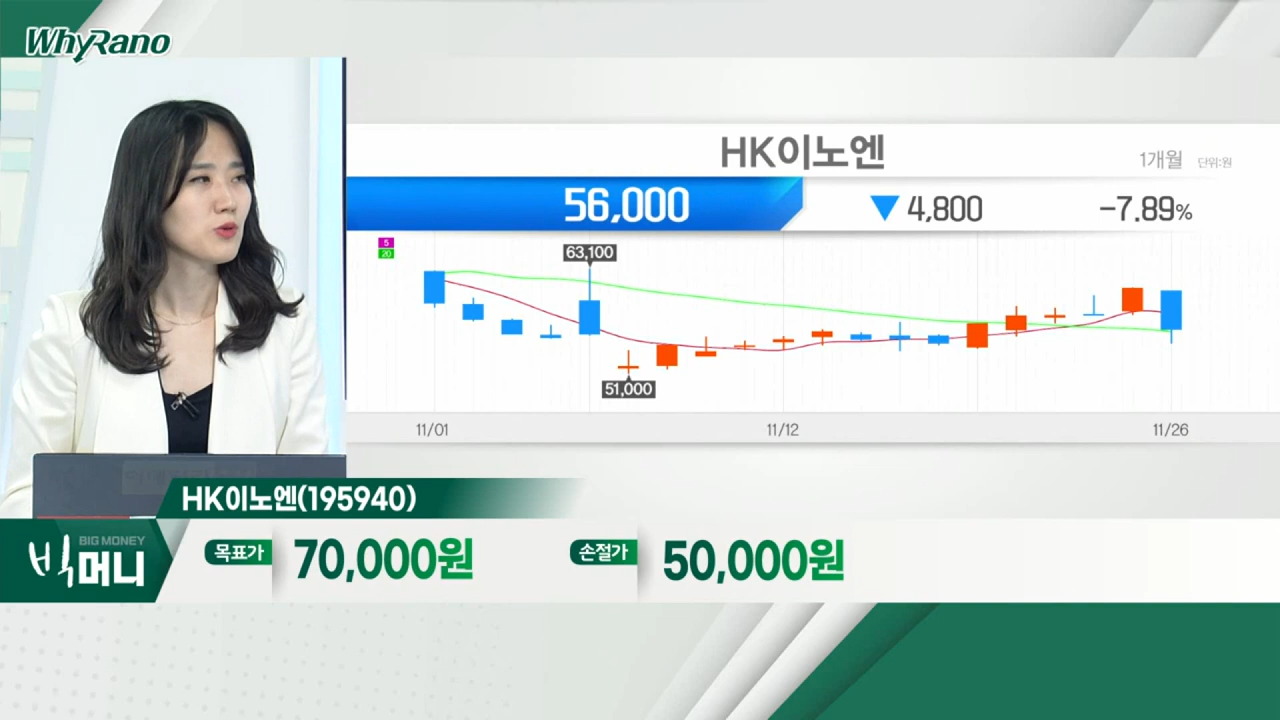 WhyRano
HK이노엔
1개월 단위:원
56,000 ▼ 4,800 -7.89%
5
20
63,100
51,000
11/01 11/12 11/26
HK이노엔(195940)
BIG MONEY
빅머니
목표가 70,000원 손절가 50,000원